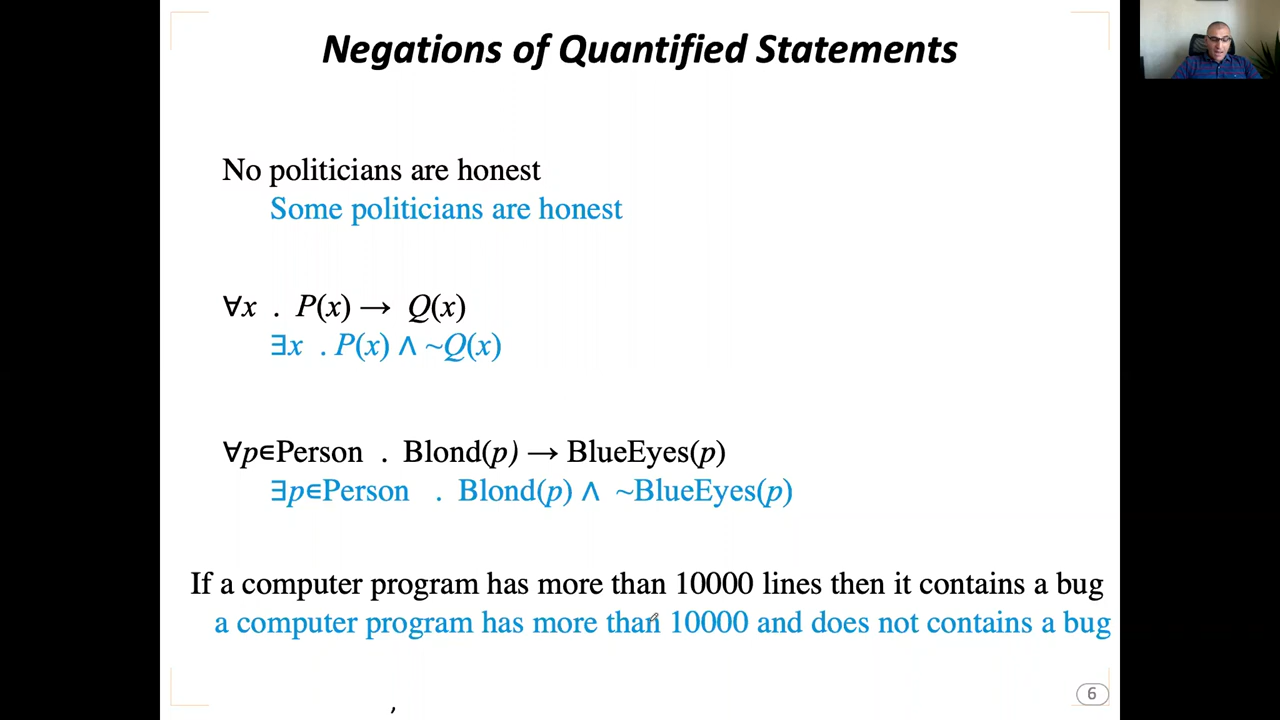 Negations of Quantified Statements
No politicians are honest
Some politicians are honest
∀x . P(x) → Q(x)
∃x . P(x) ∧ ~Q(x)
∀p∈Person . Blond(p) → BlueEyes(p)
∃p∈Person . Blond(p) ∧ ~BlueEyes(p)
If a computer program has more than 10000 lines then it contains a bug
a computer program has more than 10000 and does not contains a bug
6
,